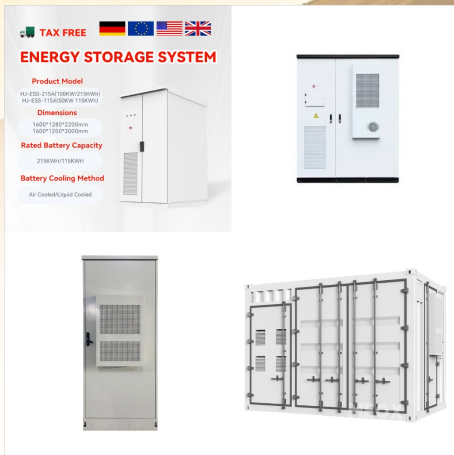 TAX FREE
ENERGY STORAGE SYSTEM
Product Model
HJ-ESS-215A(100KW/215KWh)
HJ-ESS-115A(50KW 115KWh)
Dimensions
1600*1280*2200mm
1600*1200*2000mm
Rated Battery Capacity
215KWH/115KWH
Battery Cooling Method
Air Cooled/Liquid Cooled